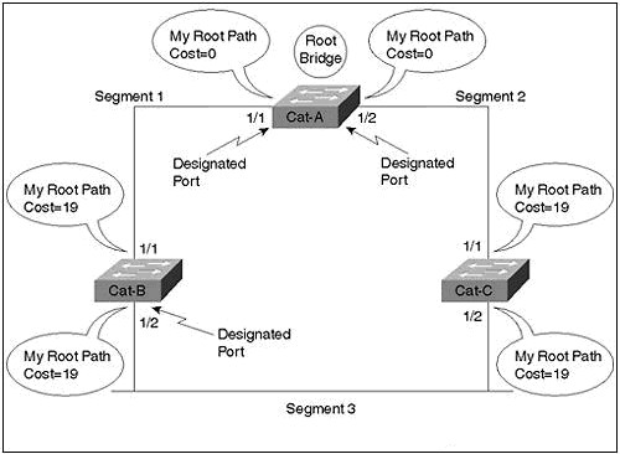 My Root Path
Cost=0
Root
Bridge
My Root Path
Cost=0
Segment 1
Segment 2
1/1
Cat-A
1/2
Designated
Port
Designated
Port
My Root Path
Cost=19
My Root Path
Cost=19
1/1
1/1
Cat-B
Cat-C
1/2
1/2
Designated
Port
My Root Path
Cost=19
My Root Path
Cost=19
Segment 3